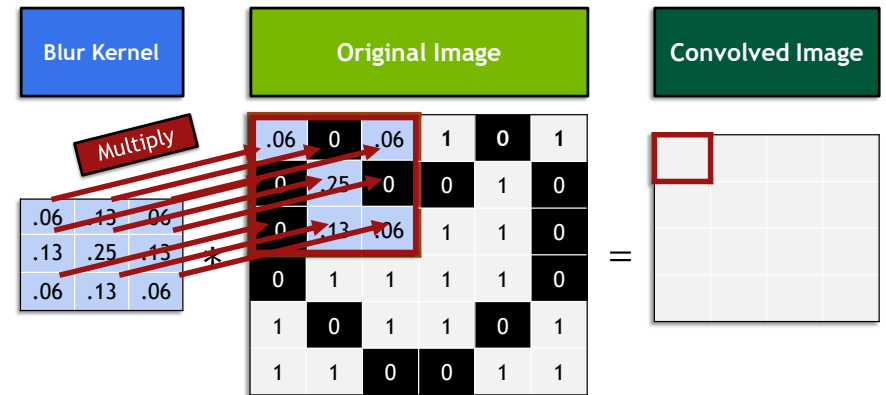 Blur Kernel
Original Image
Convolved Image
Multiply
.06 0 .06 1 0 1
0 .25 0 0 1 0
0 .13 .06 1 1 0
0 1 1 1 1 0
1 0 1 1 0 1
1 1 0 0 1 1
.06 .13 .06
.13 .25 .13
.06 .13 .06
*
=